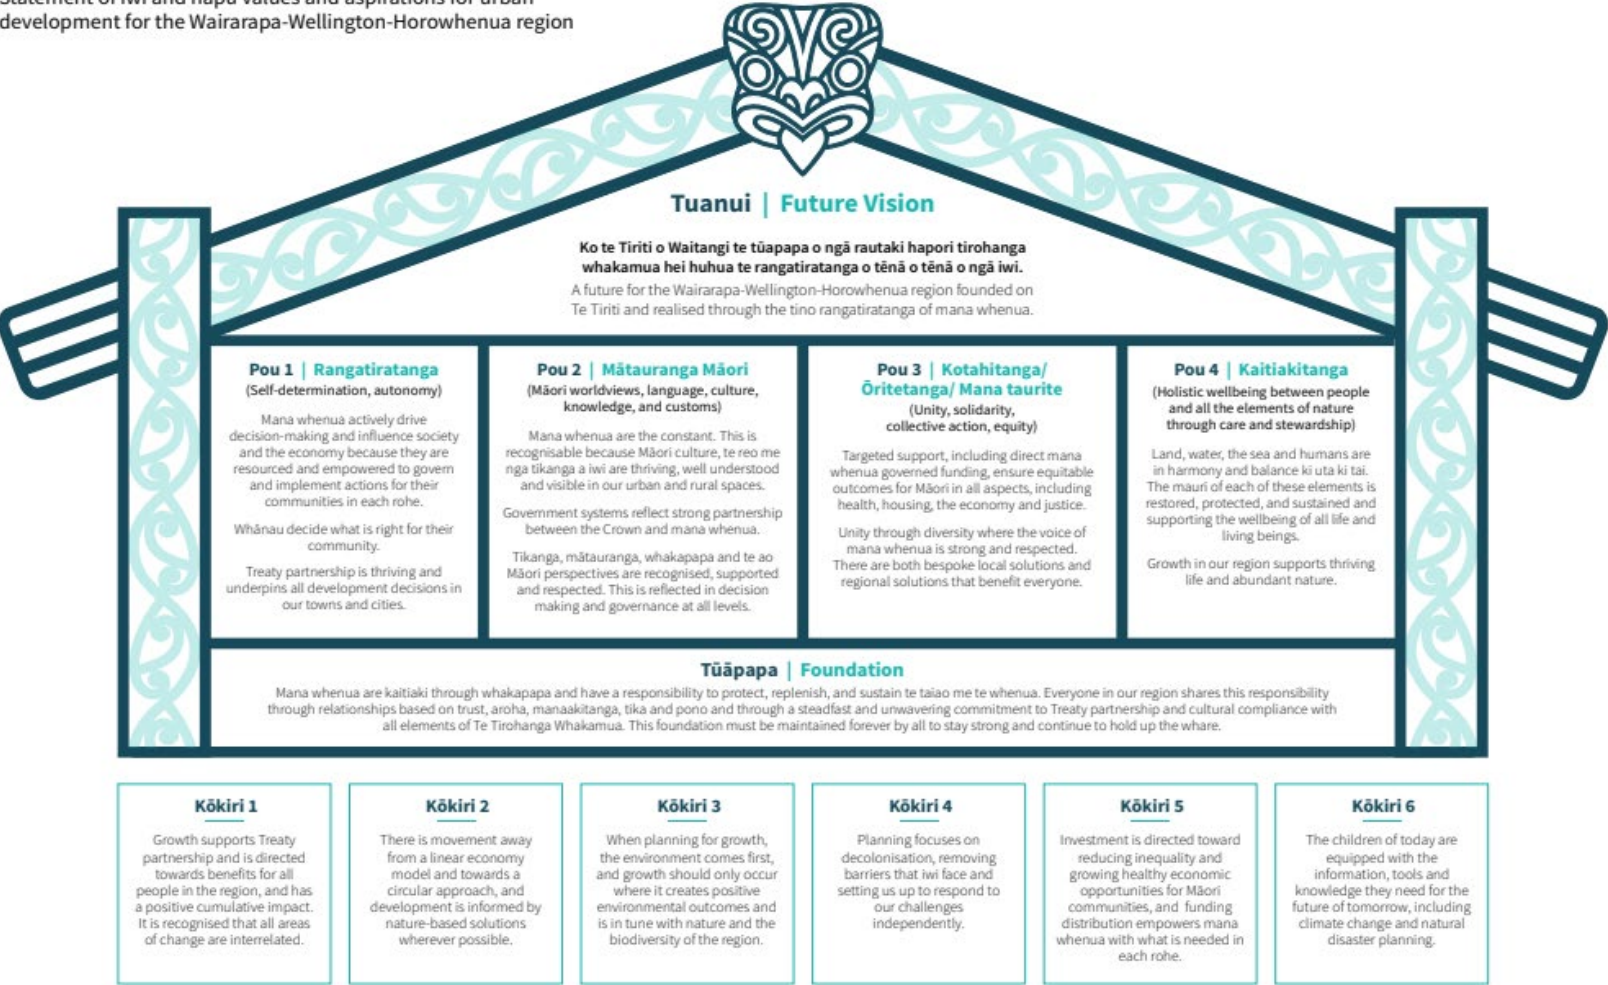 Statement of iwi and hapū values and aspirations for urban
development for the Wairarapa-Wellington-Horowhenua region
Tuanui | Future Vision
Ko te Tiriti o Waitangi te tūāpapa o ngā rautaki hapori tirohanga
whakamua hei huhua te rangatiratanga o tēnā o tēnā o ngā iwi.
A future for the Wairarapa-Wellington-Horowhenua region founded on
Te Tiriti and realised through the tino rangatiratanga of mana whenua.
Pou 1 | Rangatiratanga
(Self-determination, autonomy)
Mana whenua actively drive
decision-making and influence society
and the economy because they are
resourced and empowered to govern
and implement actions for their
communities in each rohe.
Whānau decide what is right for their
community.
Treaty partnership is thriving and
underpins all development decisions in
our towns and cities.
Pou 2 | Mātauranga Māori
(Māori worldviews, language, culture,
knowledge, and customs)
Mana whenua are the constant. This is
recognisable because Māori culture, te reo me
nga tikanga a iwi are thriving, well understood
and visible in our urban and rural spaces.
Government systems reflect strong partnership
between the Crown and mana whenua.
Tikanga, mātauranga, whakapapa and te ao
Māori perspectives are recognised, supported
and respected. This is reflected in decision
making and governance at all levels.
Pou 3 | Kotahitanga/
Ōritetanga/ Mana taurite
(Unity, solidarity,
collective action, equity)
Targeted support, including direct mana
whenua governed funding, ensure equitable
outcomes for Māori in all aspects, including
health, housing, the economy and justice.
Unity through diversity where the voice of
mana whenua is strong and respected.
There are both bespoke local solutions and
regional solutions that benefit everyone.
Pou 4 | Kaitiakitanga
(Holistic wellbeing between people
and all the elements of nature
through care and stewardship)
Land, water, the sea and humans are
in harmony and balance ki uta ki tai.
The mauri of each of these elements is
restored, protected, and sustained and
supporting the wellbeing of all life and
living beings.
Growth in our region supports thriving
life and abundant nature.
Tūāpapa | Foundation
Mana whenua are kaitiaki through whakapapa and have a responsibility to protect, replenish, and sustain te taiao me te whenua. Everyone in our region shares this responsibility
through relationships based on trust, aroha, manaakitanga, tika and pono and through a steadfast and unwavering commitment to Treaty partnership and cultural compliance with
all elements of Te Tirohanga Whakamua. This foundation must be maintained forever by all to stay strong and continue to hold up the whare.
Kōkiri 1
Growth supports Treaty
partnership and is directed
towards benefits for all
people in the region, and has
a positive cumulative impact.
It is recognised that all areas
of change are interrelated.
Kōkiri 2
There is movement away
from a linear economy
model and towards a
circular approach, and
development is informed by
nature-based solutions
wherever possible.
Kōkiri 3
When planning for growth,
the environment comes first,
and growth should only occur
where it creates positive
environmental outcomes and
is in tune with nature and the
biodiversity of the region.
Kōkiri 4
Planning focuses on
decolonisation, removing
barriers that iwi face and
setting us up to respond to
our challenges
independently.
Kōkiri 5
Investment is directed toward
reducing inequality and
growing healthy economic
opportunities for Māori
communities, and funding
distribution empowers mana
whenua with what is needed in
each rohe.
Kōkiri 6
The children of today are
equipped with the
information, tools and
knowledge they need for the
future of tomorrow, including
climate change and natural
disaster planning.